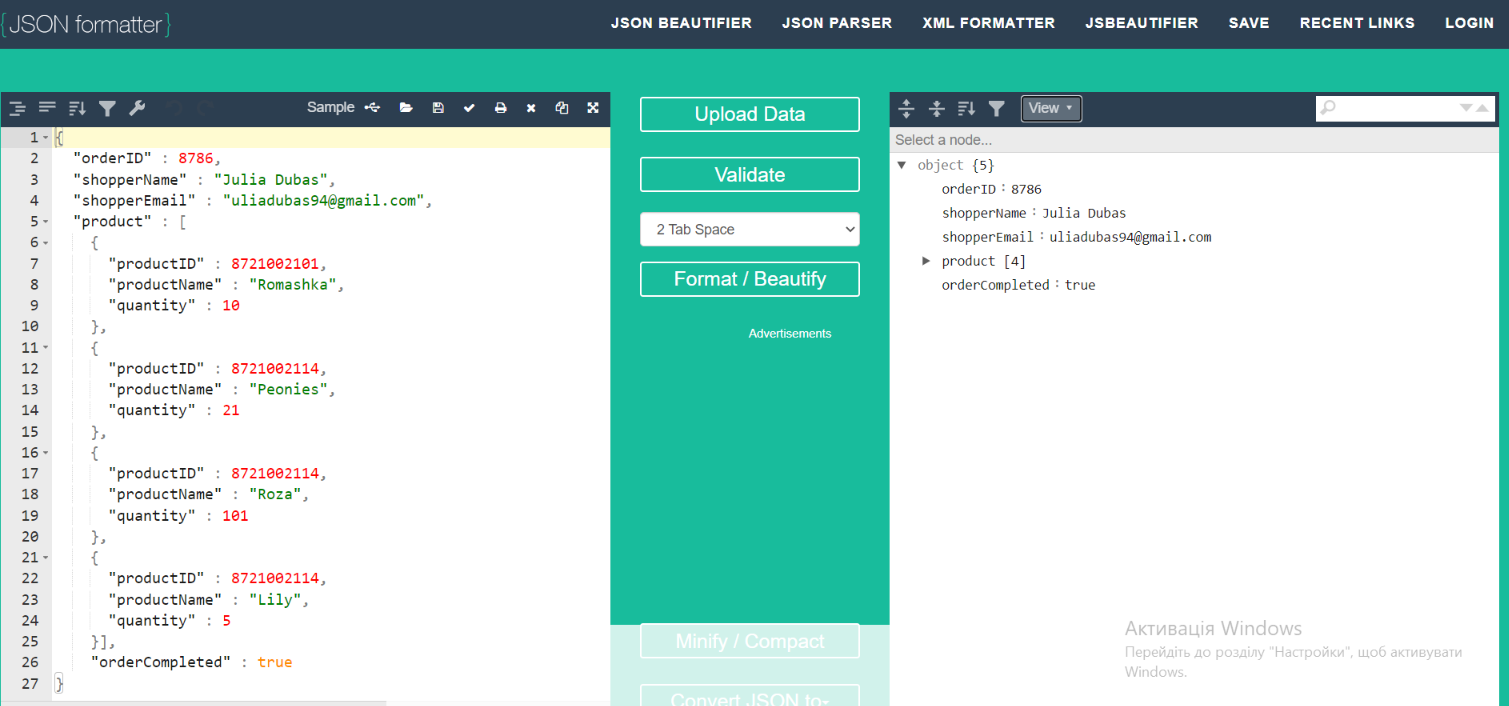 {JSON formatter}
JSON BEAUTIFIER JSON PARSER XML FORMATTER JSBEAUTIFIER SAVE RECENT LINKS LOGIN
Sample
1 {
2 "orderID" : 8786,
3 "shopperName" : "Julia Dubas",
4 "shopperEmail" : "uliadubas94@gmail.com",
5 "product" : [
6 {
7 "productID" : 8721002101,
8 "productName" : "Romashka",
9 "quantity" : 10
10 },
11 {
12 "productID" : 8721002114,
13 "productName" : "Peonies",
14 "quantity" : 21
15 },
16 {
17 "productID" : 8721002114,
18 "productName" : "Roza",
19 "quantity" : 101
20 },
21 {
22 "productID" : 8721002114,
23 "productName" : "Lily",
24 "quantity" : 5
25 }],
26 "orderCompleted" : true
27 }
Upload Data
Validate
2 Tab Space
Format / Beautify
Advertisements
Minify / Compact
Convert JSON to
View
Select a node...
object {5}
orderID : 8786
shopperName : Julia Dubas
shopperEmail : uliadubas94@gmail.com
product [4]
orderCompleted : true
Активація Windows
Перейдіть до розділу "Настройки", щоб активувати
Windows.